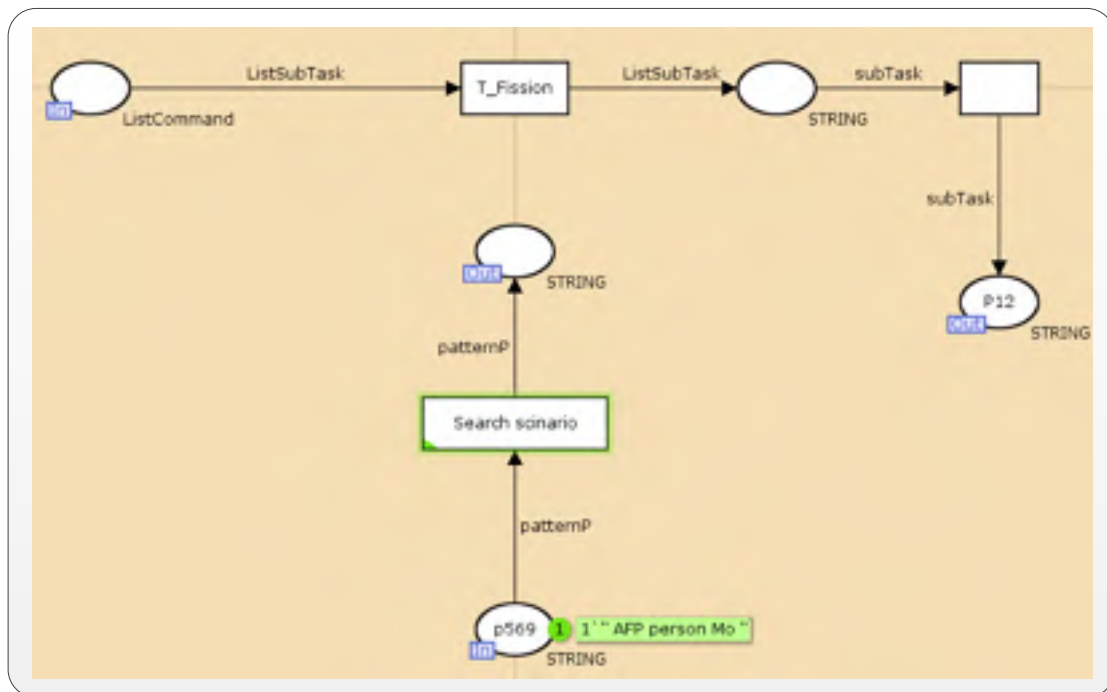 ListSubTask
ListSubTask
subTask
T_Fission
In
ListCommand
STRING
subTask
Out
STRING
P12
Out
STRING
patternP
Search scinario
patternP
p569
1
1`" AFP person Mo "
In
STRING